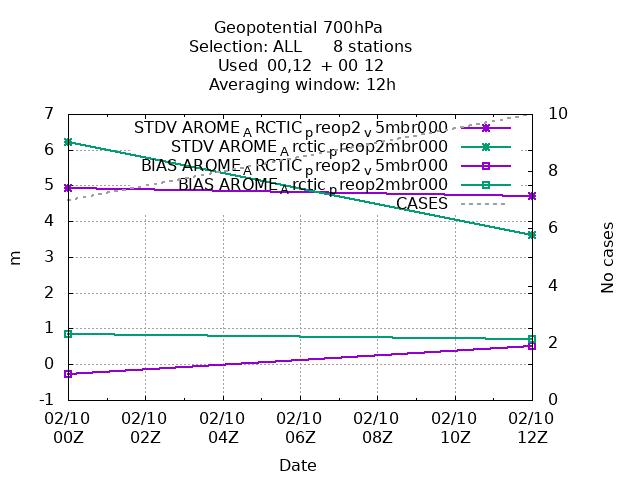 Geopotential 700hPa
Selection: ALL      8 stations
Used  00,12  + 00 12
Averaging window: 12h
STDV AROME_ARCTIC_preop2_v5mbr000
STDV AROME_Arctic_preop2mbr000
BIAS AROME_ARCTIC_preop2_v5mbr000
BIAS AROME_Arctic_preop2mbr000
CASES
7
6
5
4
3
2
1
0
-1
m
10
8
6
4
2
0
No cases
02/10 02/10 02/10 02/10 02/10 02/10 02/10
00Z 02Z 04Z 06Z 08Z 10Z 12Z
Date